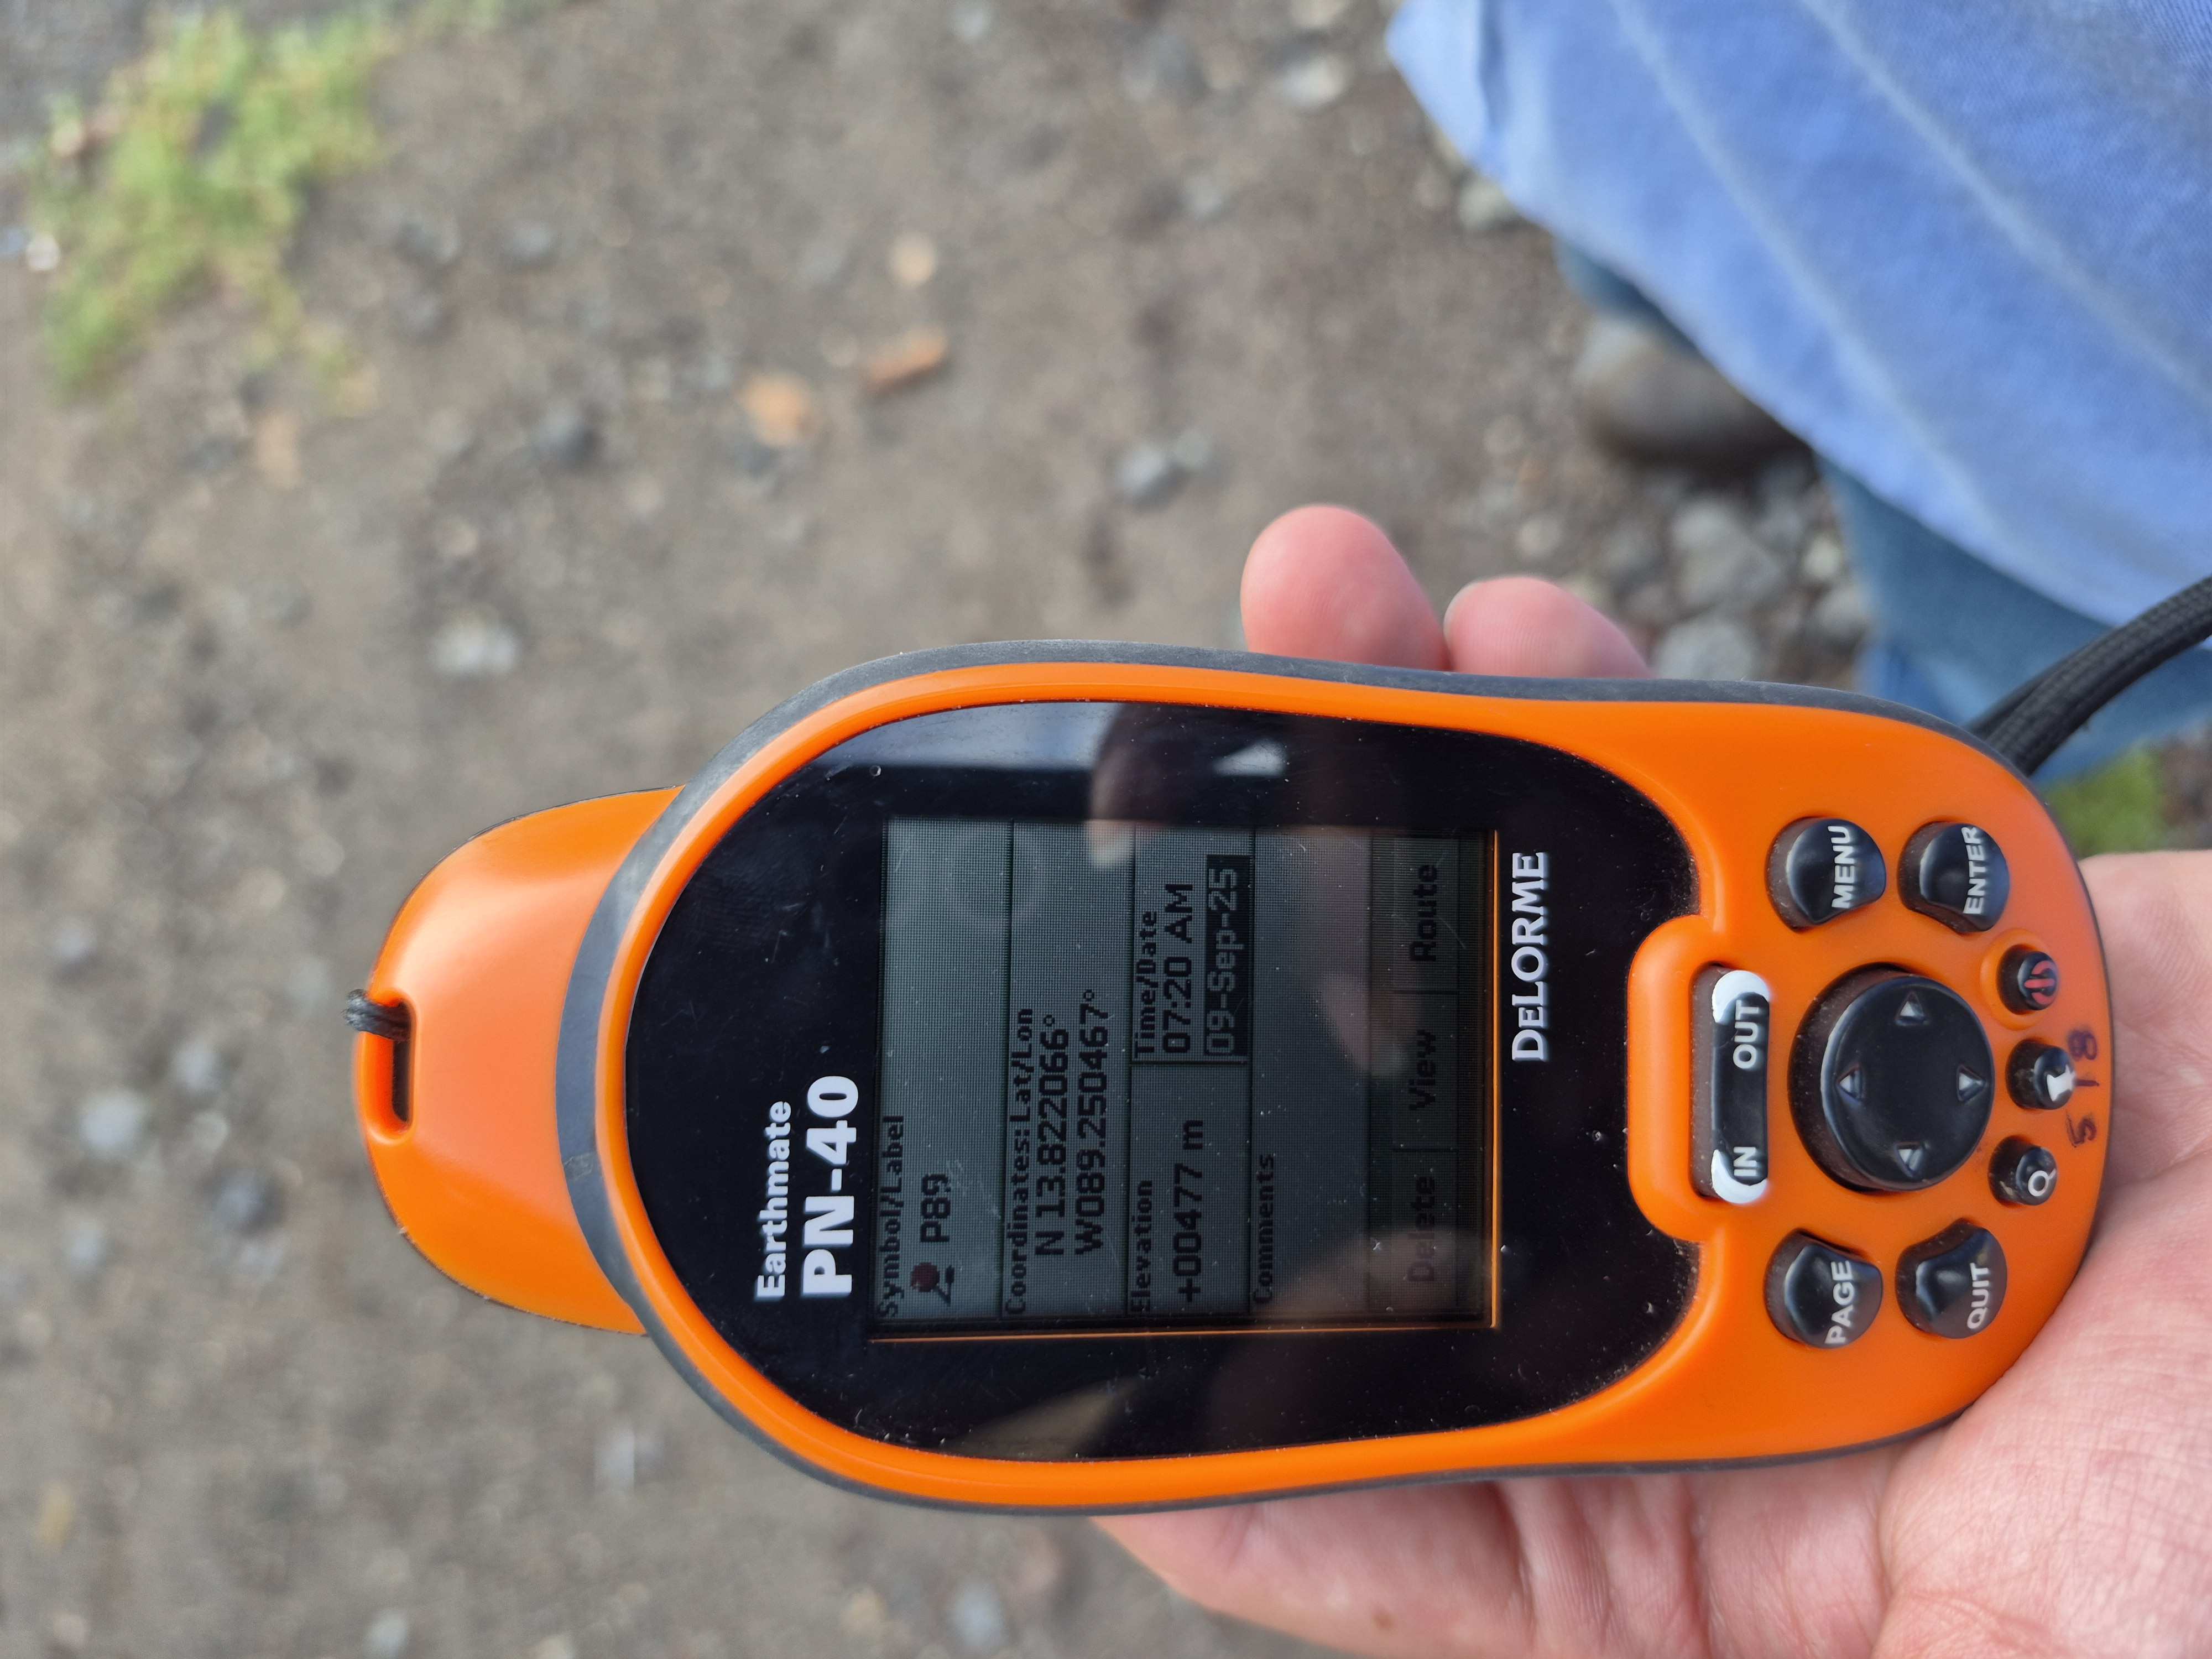 Earthmate
PN-40
Symbol/Label
P89
Coordinates: Lat/Lon
N 13.822066°
W089.250467°
Elevation
+00477 m
Time/Date
07:20 AM
09-Sep-25
Comments
Delete View Route
DELORME
IN OUT
PAGE MENU
QUIT ENTER
518